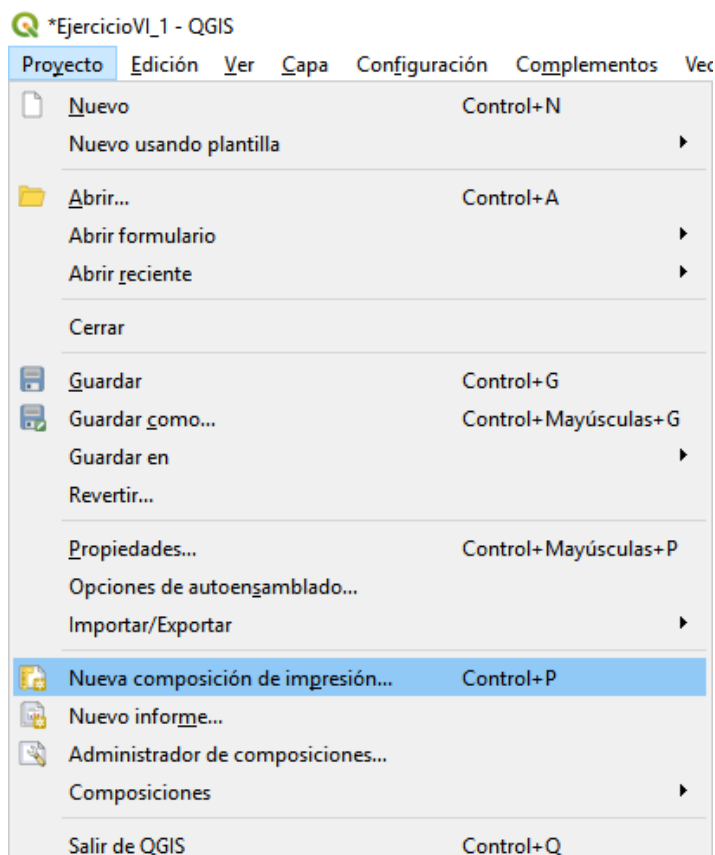 *EjercicioVI_1 - QGIS
Proyecto Edición Ver Capa Configuración Complementos
Nuevo Control+N
Nuevo usando plantilla
Abrir... Control+A
Abrir formulario
Abrir reciente
Cerrar
Guardar Control+G
Guardar como... Control+Mayúsculas+G
Guardar en
Revertir...
Propiedades... Control+Mayúsculas+P
Opciones de autoensamblado...
Importar/Exportar
Nueva composición de impresión... Control+P
Nuevo informe...
Administrador de composiciones...
Composiciones
Salir de QGIS Control+Q